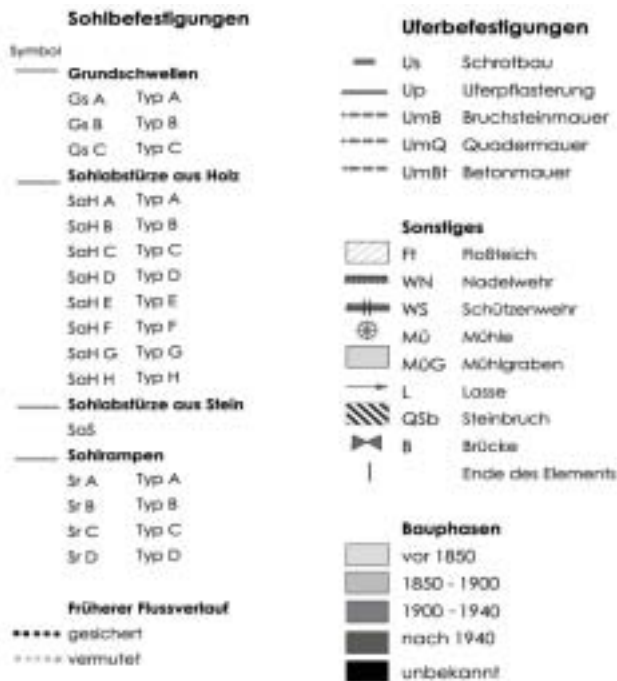 Sohlbefestigungen
Symbol
Grundschwellen
Gs A Typ A
Gs B Typ B
Gs C Typ C
Sohlabstürze aus Holz
SaH A Typ A
SaH B Typ B
SaH C Typ C
SaH D Typ D
SaH E Typ E
SaH F Typ F
SaH G Typ G
SaH H Typ H
Sohlabstürze aus Stein
SaS
Sohlrampen
Sr A Typ A
Sr B Typ B
Sr C Typ C
Sr D Typ D
Früherer Flussverlauf
gesichert
vermutet
Uferbefestigungen
Us Schrotbau
Up Uferpflasterung
UmB Bruchsteinmauer
UmQ Quadermauer
UmBt Betonmauer
Sonstiges
Ft Floßteich
WN Nadelwehr
WS Schützenwehr
Mü Mühle
MüG Mühlgraben
L Lasse
QSb Steinbruch
B Brücke
Ende des Elements
Bauphasen
vor 1850
1850 - 1900
1900 - 1940
nach 1940
unbekannt